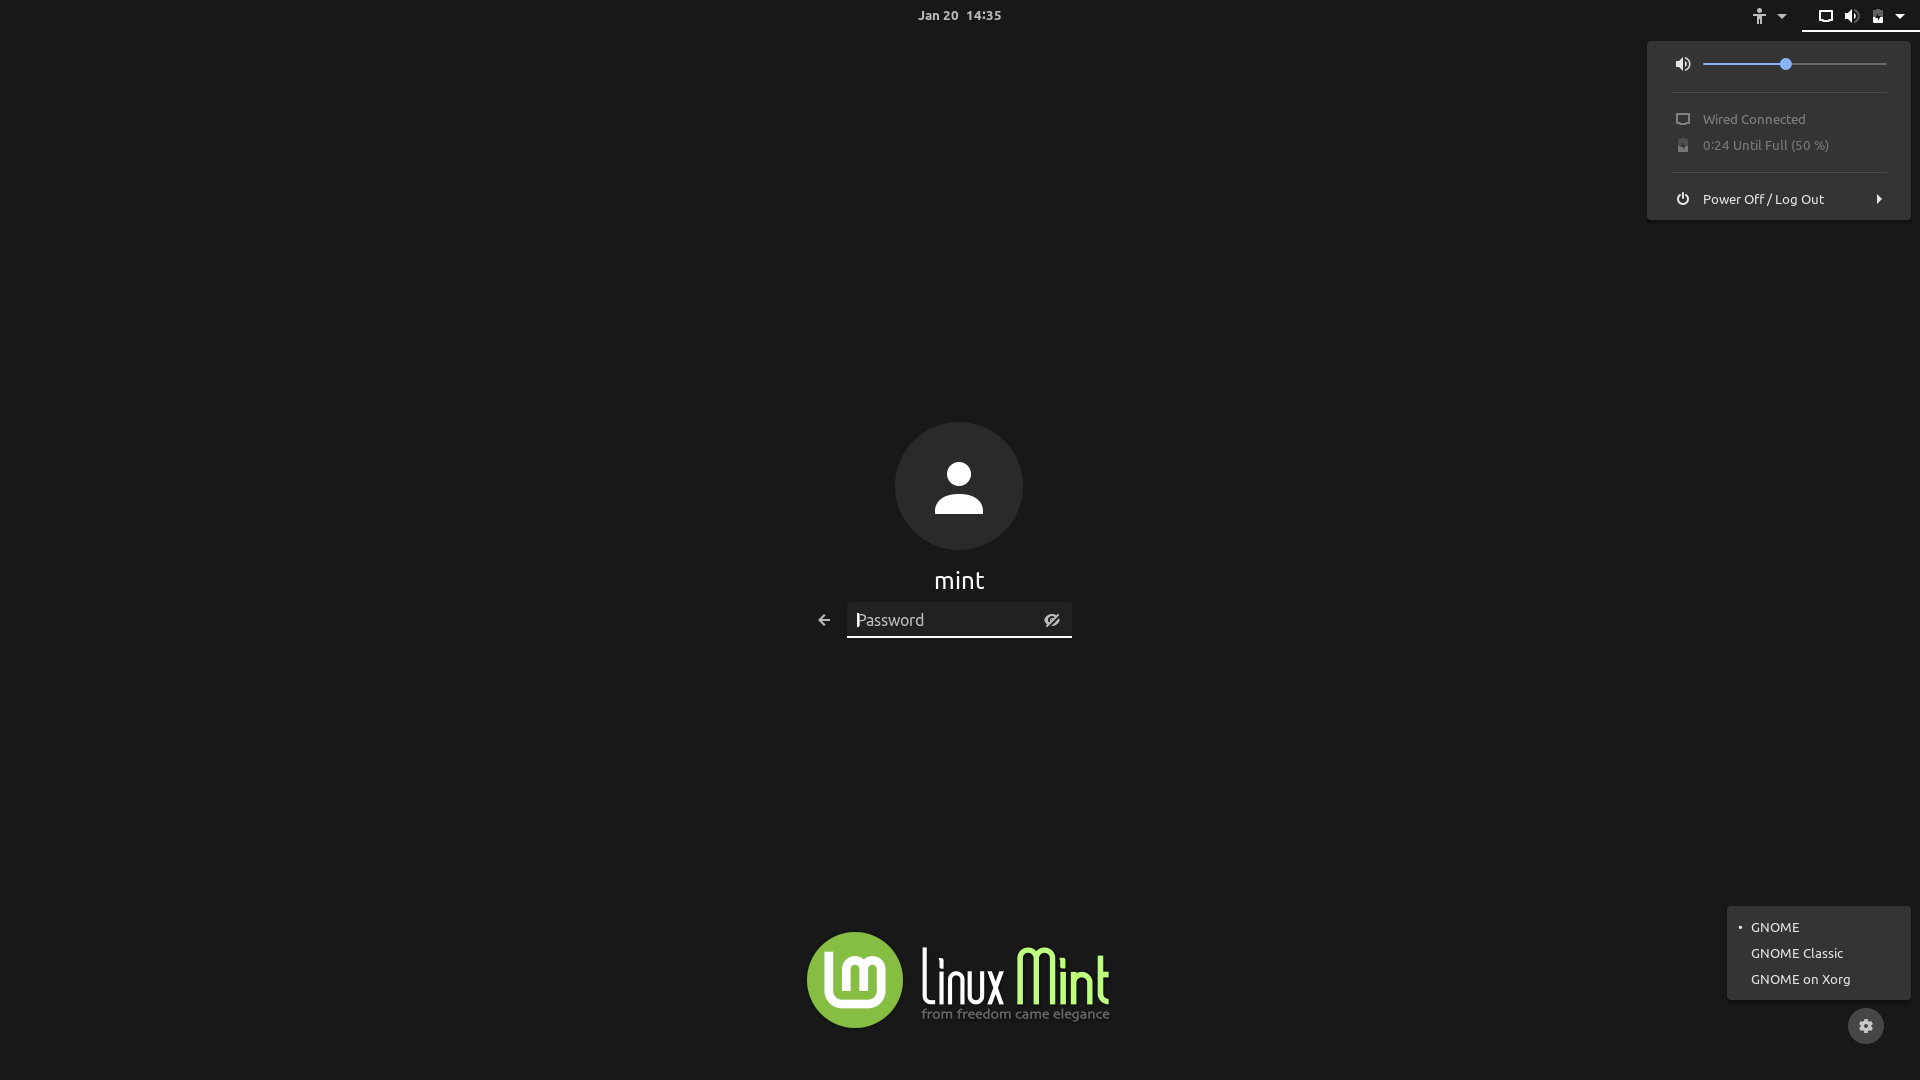 Jan 20 14:35
Wired Connected
0:24 Until Full (50 %)
Power Off / Log Out
mint
Password
GNOME
GNOME Classic
GNOME on Xorg
Linux Mint
from freedom came elegance